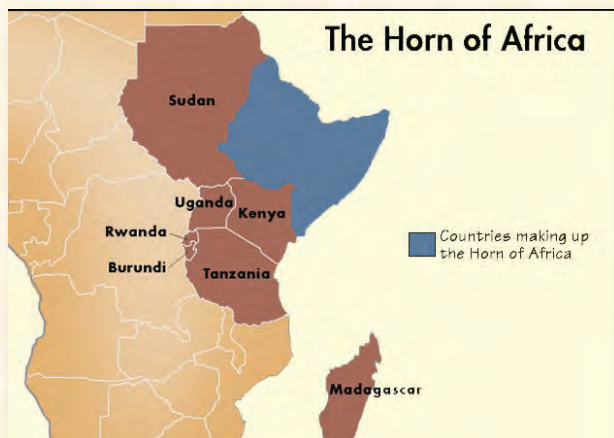 The Horn of Africa
Sudan
Uganda
Kenya
Rwanda
Burundi
Tanzania
Countries making up
the Horn of Africa
Madagascar